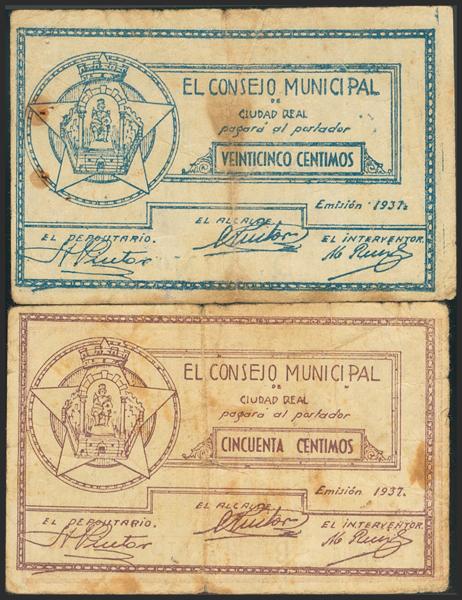 EL CONSEJO MUNICIPAL
DE
CIUDAD REAL
pagará al portador
VEINTICINCO CENTIMOS
Emisión 1937.
EL ALCALDE
EL DEPOSITARIO. EL INTERVENTOR.
EL CONSEJO MUNICIPAL
DE
CIUDAD REAL
pagará al portador
CINCUENTA CENTIMOS
Emisión 1937.
EL ALCALDE
EL DEPOSITARIO. EL INTERVENTOR.